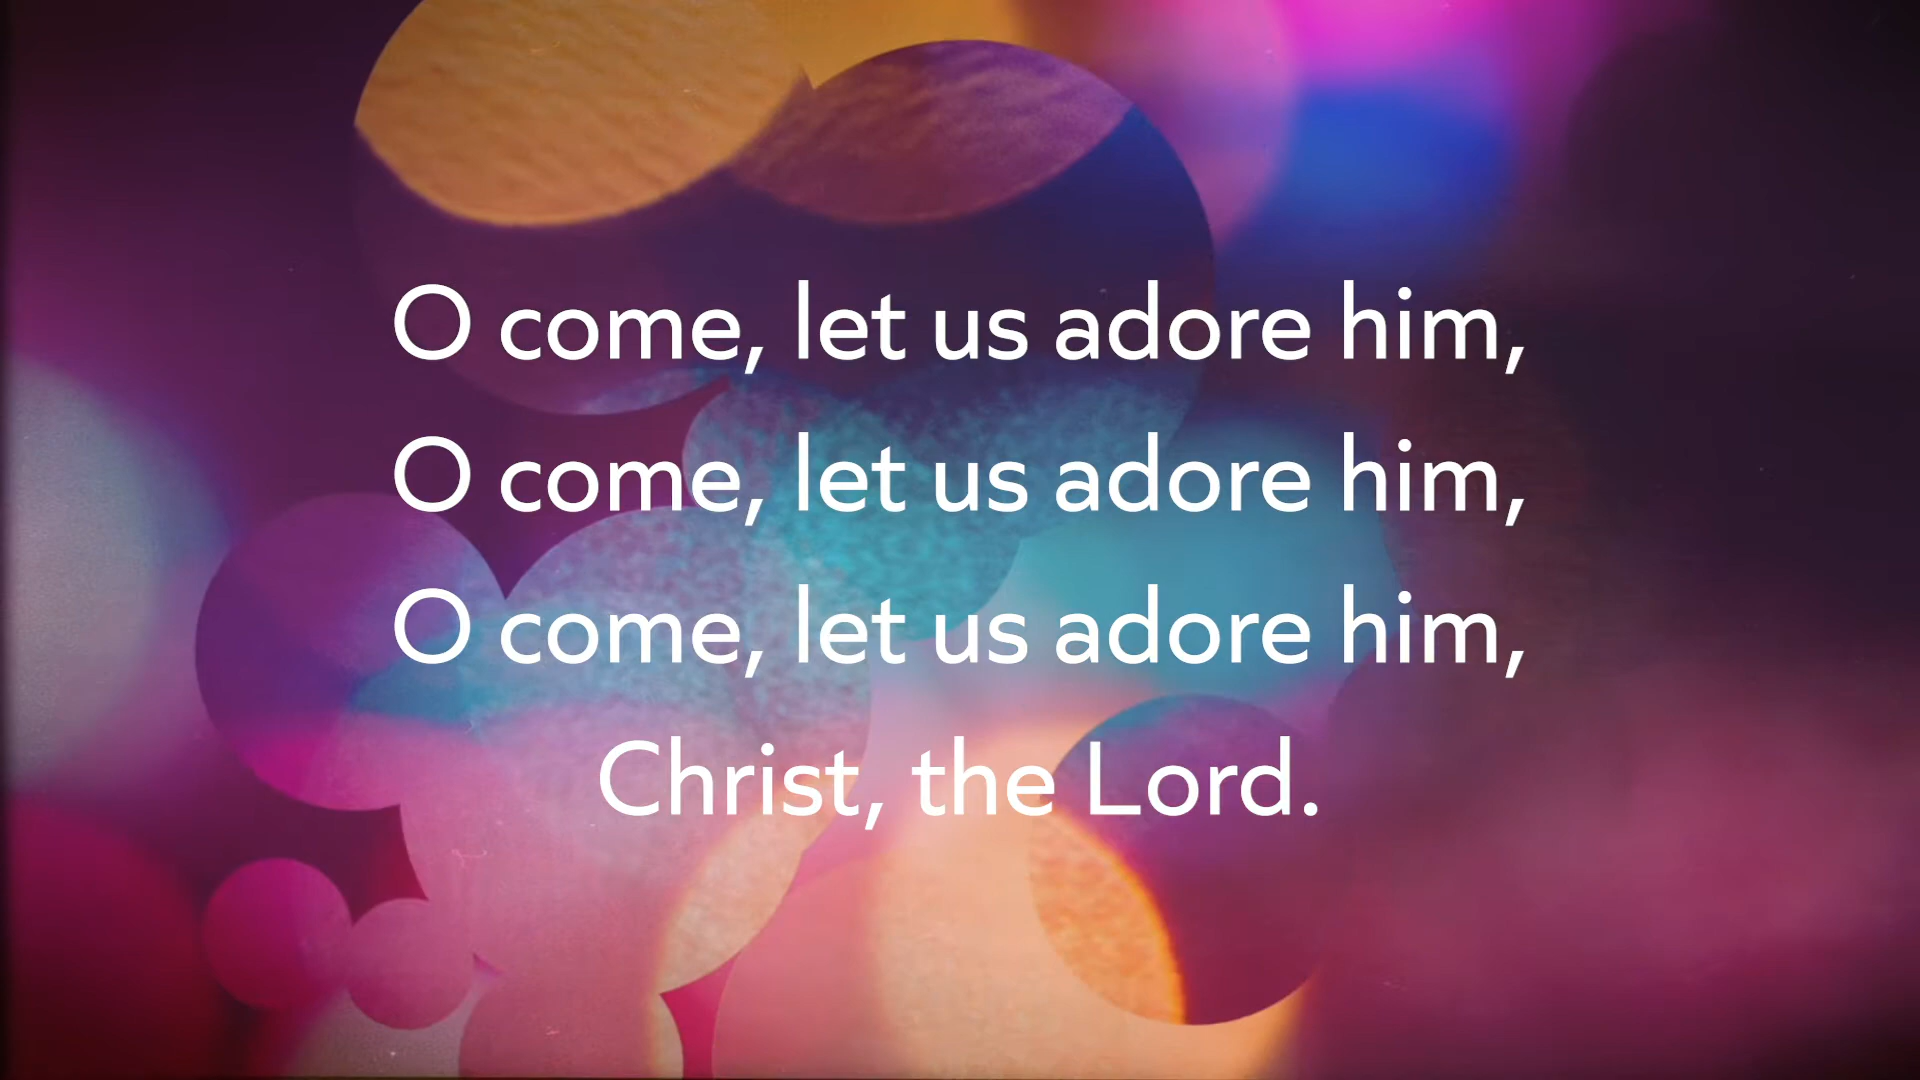 O come, let us adore him,
O come, let us adore him,
O come, let us adore him,
Christ, the Lord.